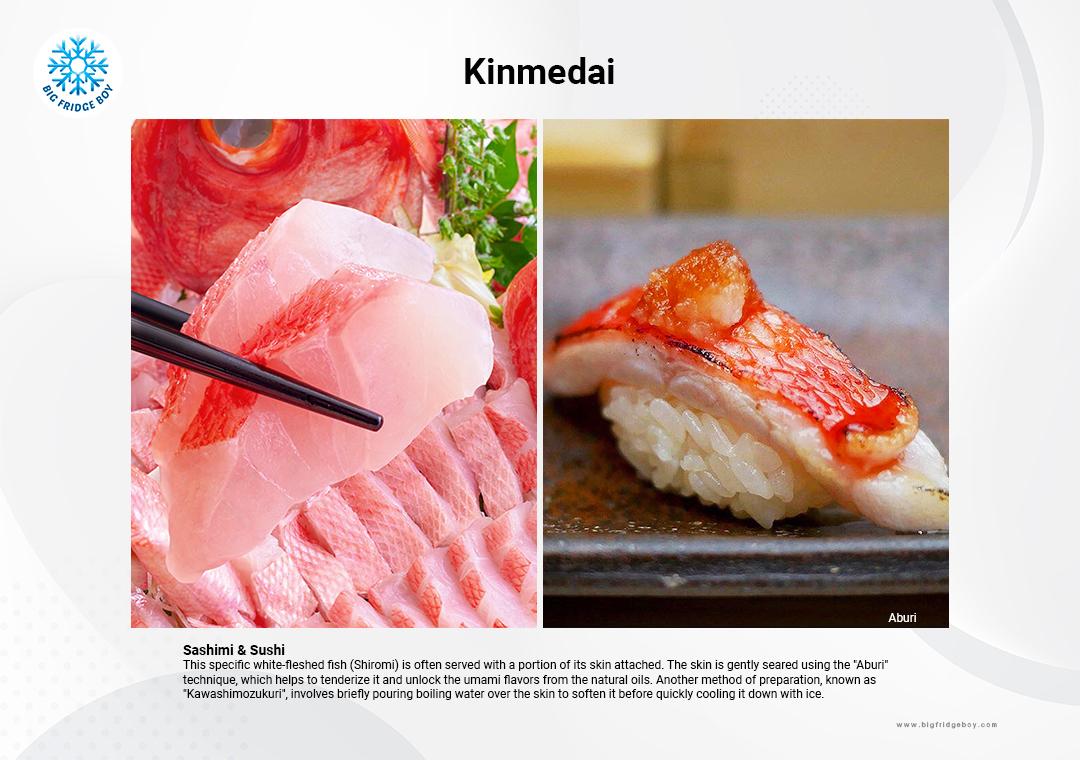 BIG FRIDGE BOY
Kinmedai
Aburi
Sashimi & Sushi
This specific white-fleshed fish (Shiromi) is often served with a portion of its skin attached. The skin is gently seared using the "Aburi"
technique, which helps to tenderize it and unlock the umami flavors from the natural oils. Another method of preparation, known as
"Kawashimozukuri", involves briefly pouring boiling water over the skin to soften it before quickly cooling it down with ice.
www.bigfridgeboy.com